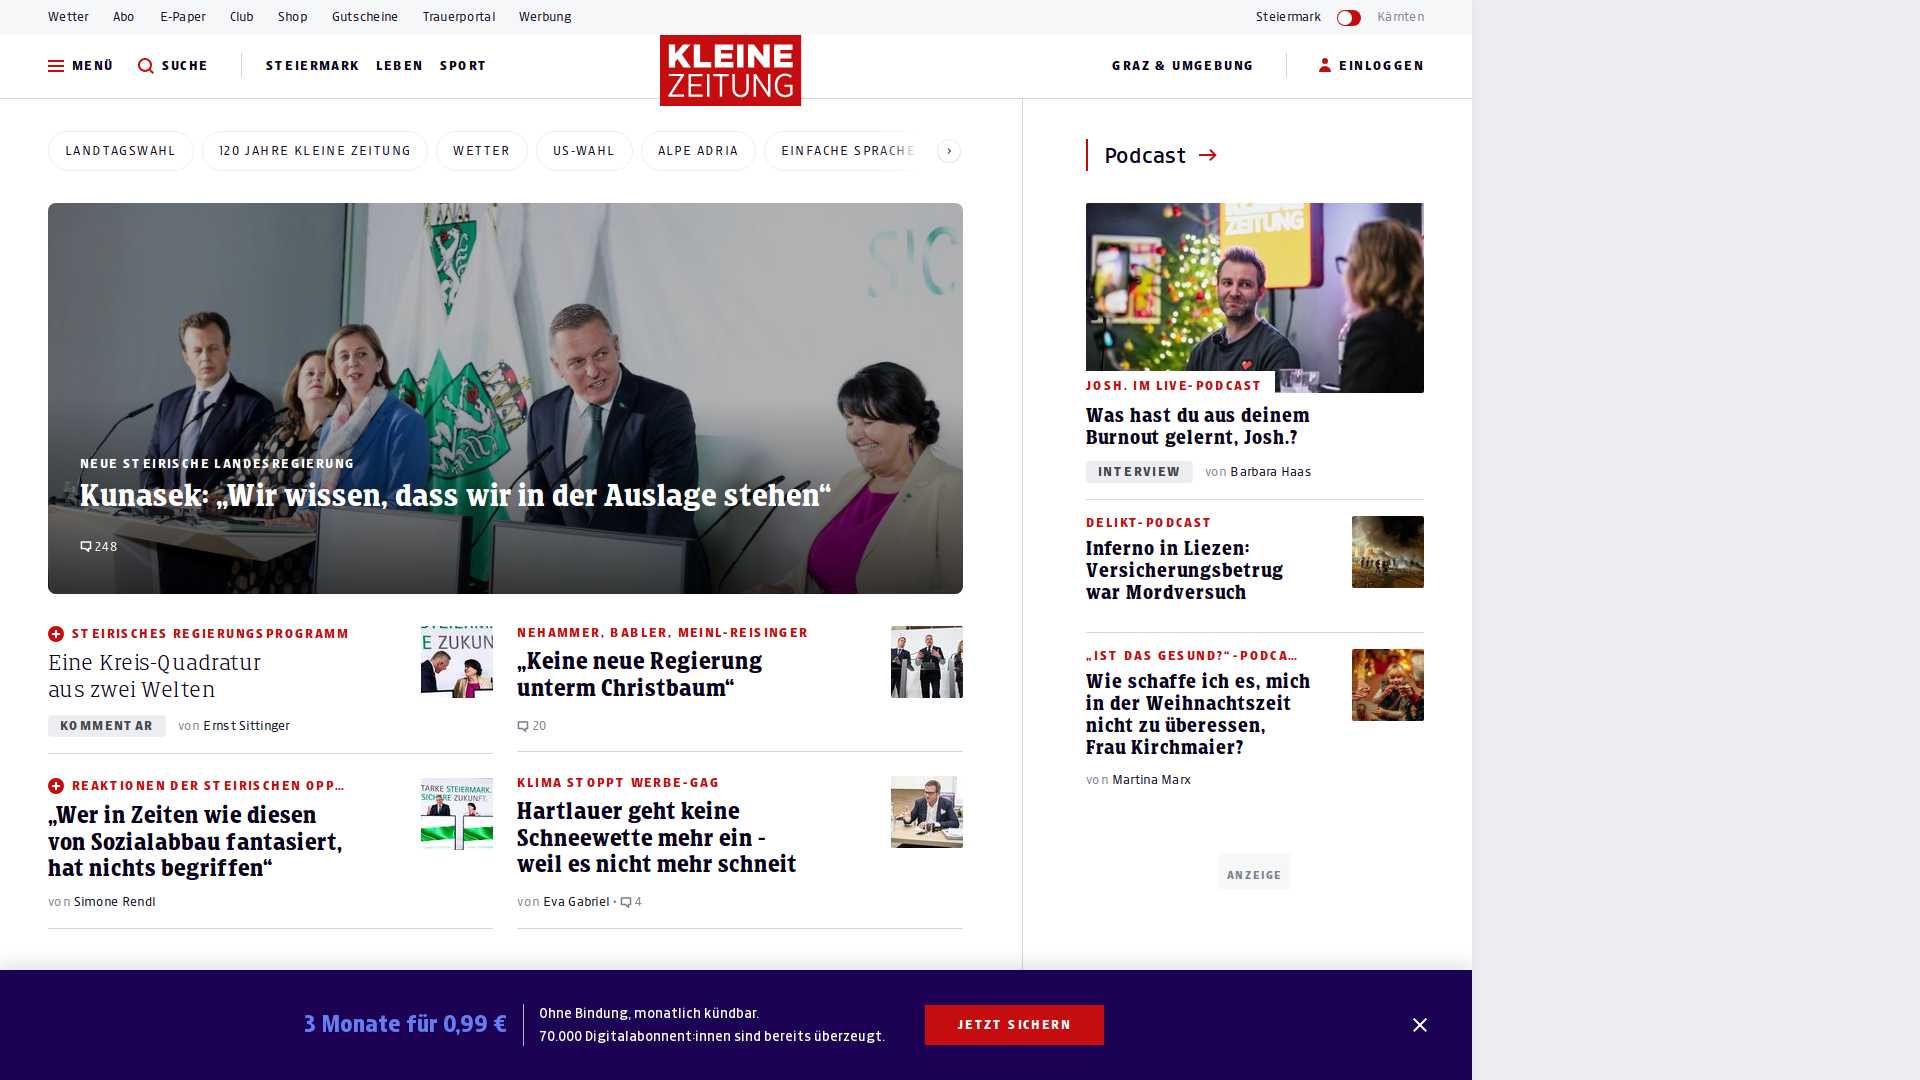 Wetter Abo E-Paper Club Shop Gutscheine Trauerportal Werbung
Steiermark Kärnten
MENÜ SUCHE STEIERMARK LEBEN SPORT
KLEINE
ZEITUNG
GRAZ & UMGEBUNG EINLOGGEN
LANDTAGSWAHL 120 JAHRE KLEINE ZEITUNG WETTER US-WAHL ALPE ADRIA EINFACHE SPRACHE
NEUE STEIRISCHE LANDESREGIERUNG
Kunasek: „Wir wissen, dass wir in der Auslage stehen“
248
STEIRISCHES REGIERUNGSPROGRAMM
Eine Kreis-Quadratur
aus zwei Welten
KOMMENTAR von Ernst Sittinger
E ZUKUN
NEHAMMER, BABLER, MEINL-REISINGER
„Keine neue Regierung
unterm Christbaum“
20
REAKTIONEN DER STEIRISCHEN OPP…
„Wer in Zeiten wie diesen
von Sozialabbau fantasiert,
hat nichts begriffen“
von Simone Rendl
TARKE STEIERMARK.
SICHERE ZUKUNFT.
KLIMA STOPPT WERBE-GAG
Hartlauer geht keine
Schneewette mehr ein -
weil es nicht mehr schneit
von Eva Gabriel • 4
Podcast
ZEITUNG
JOSH. IM LIVE-PODCAST
Was hast du aus deinem
Burnout gelernt, Josh.?
INTERVIEW von Barbara Haas
DELIKT-PODCAST
Inferno in Liezen:
Versicherungsbetrug
war Mordversuch
„IST DAS GESUND?“-PODCA…
Wie schaffe ich es, mich
in der Weihnachtszeit
nicht zu überessen,
Frau Kirchmaier?
von Martina Marx
ANZEIGE
3 Monate für 0,99 €
Ohne Bindung, monatlich kündbar.
70.000 Digitalabonnent:innen sind bereits überzeugt.
JETZT SICHERN